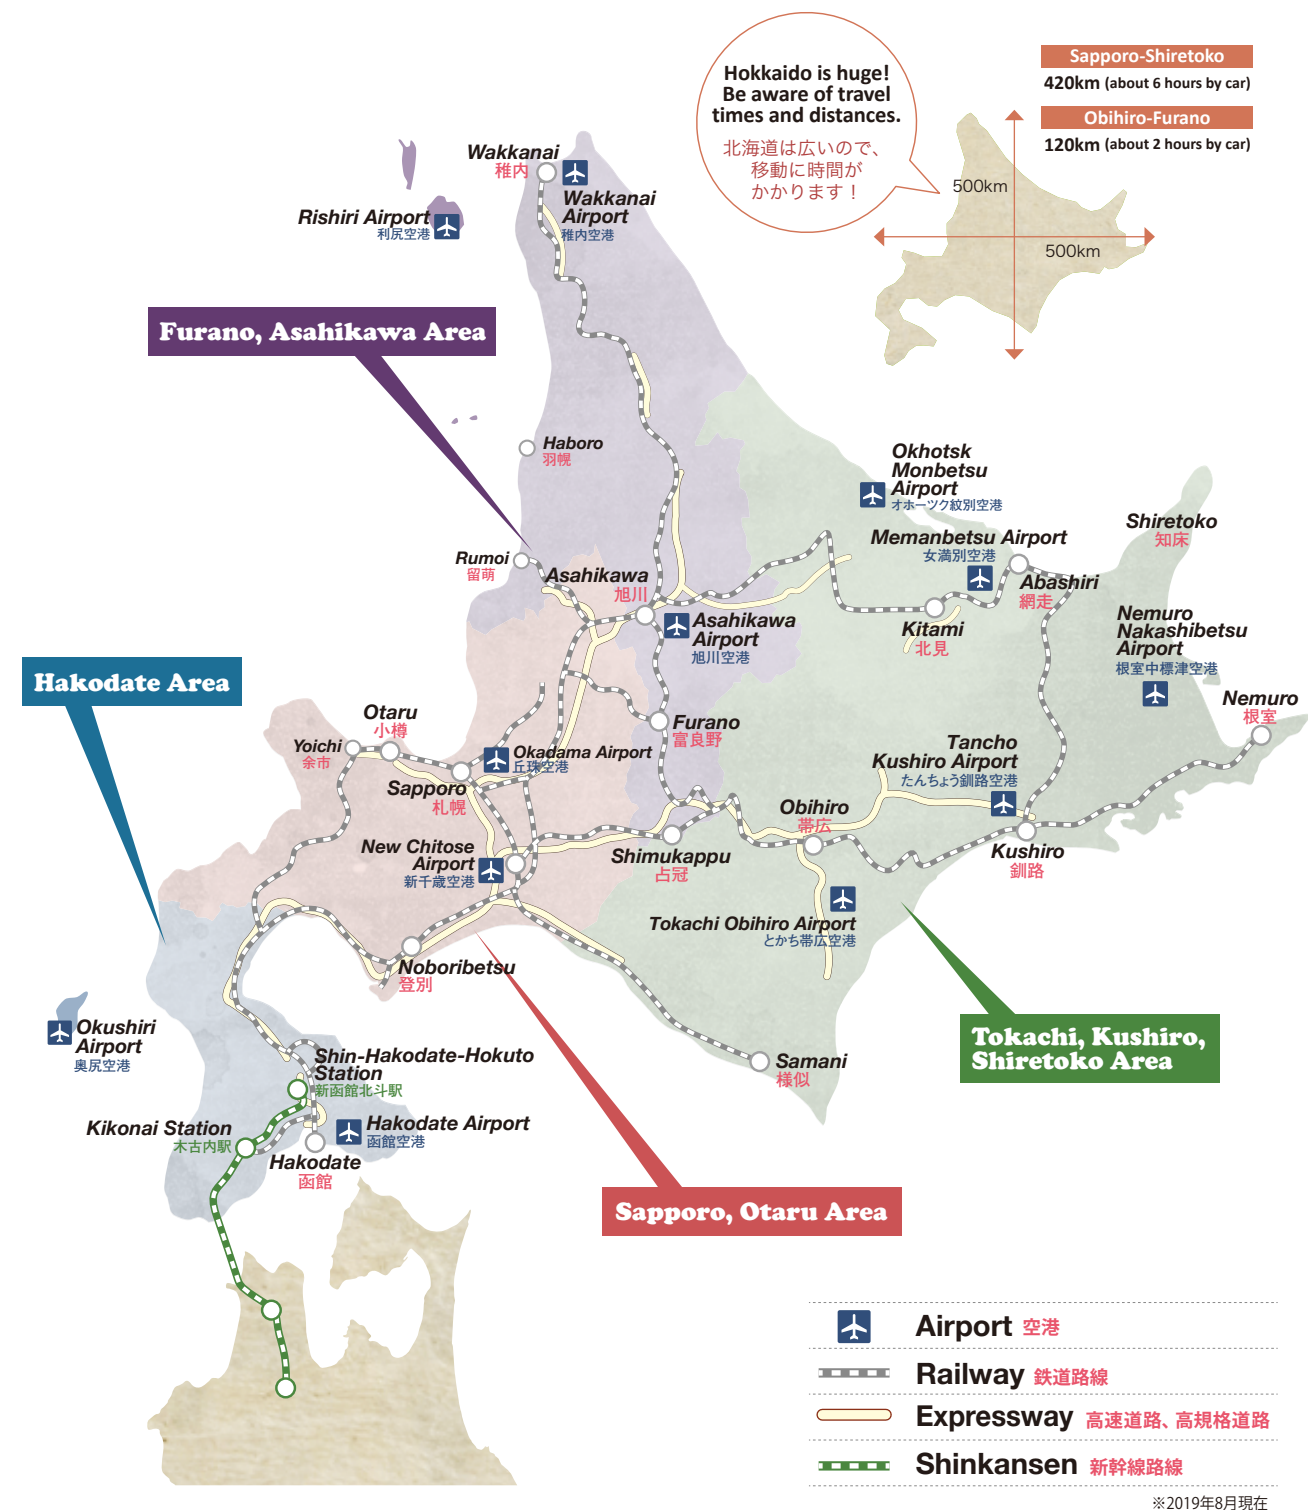 Hokkaido is huge!
Be aware of travel
times and distances.
北海道は広いので、
移動に時間が
かかります！
Sapporo-Shiretoko
420km (about 6 hours by car)
Obihiro-Furano
120km (about 2 hours by car)
500km
500km
Wakkanai
稚内
Wakkanai
Airport
稚内空港
Rishiri Airport
利尻空港
Furano, Asahikawa Area
Haboro
羽幌
Okhotsk
Monbetsu
Airport
オホーツク紋別空港
Memanbetsu Airport
女満別空港
Shiretoko
知床
Rumoi
留萌
Asahikawa
旭川
Abashiri
網走
Asahikawa
Airport
旭川空港
Kitami
北見
Nemuro
Nakashibetsu
Airport
根室中標津空港
Hakodate Area
Nemuro
根室
Otaru
小樽
Yoichi
余市
Furano
富良野
Okadama Airport
丘珠空港
Tancho
Kushiro Airport
たんちょう釧路空港
Sapporo
札幌
Obihiro
帯広
New Chitose
Airport
新千歳空港
Shimukappu
占冠
Kushiro
釧路
Tokachi Obihiro Airport
とかち帯広空港
Noboribetsu
登別
Okushiri
Airport
奥尻空港
Tokachi, Kushiro,
Shiretoko Area
Shin-Hakodate-Hokuto
Station
新函館北斗駅
Samani
様似
Kikonai Station
木古内駅
Hakodate Airport
函館空港
Hakodate
函館
Sapporo, Otaru Area
Airport 空港
Railway 鉄道路線
Expressway 高速道路、高規格道路
Shinkansen 新幹線路線
※2019年8月現在